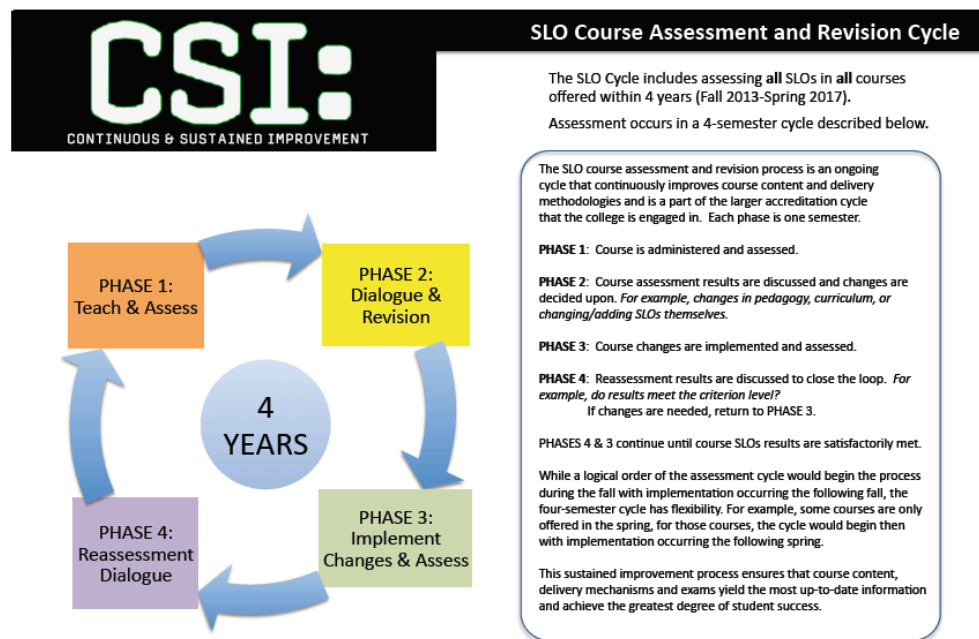 CSI:
CONTINUOUS & SUSTAINED IMPROVEMENT
SLO Course Assessment and Revision Cycle
The SLO Cycle includes assessing all SLOs in all courses
offered within 4 years (Fall 2013-Spring 2017).
Assessment occurs in a 4-semester cycle described below.
PHASE 1:
Teach & Assess
PHASE 2:
Dialogue &
Revision
4
YEARS
PHASE 4:
Reassessment
Dialogue
PHASE 3:
Implement
Changes & Assess
The SLO course assessment and revision process is an ongoing
cycle that continuously improves course content and delivery
methodologies and is a part of the larger accreditation cycle
that the college is engaged in. Each phase is one semester.
PHASE 1: Course is administered and assessed.
PHASE 2: Course assessment results are discussed and changes are
decided upon. For example, changes in pedagogy, curriculum, or
changing/adding SLOs themselves.
PHASE 3: Course changes are implemented and assessed.
PHASE 4: Reassessment results are discussed to close the loop. For
example, do results meet the criterion level?
If changes are needed, return to PHASE 3.
PHASES 4 & 3 continue until course SLOs results are satisfactorily met.
While a logical order of the assessment cycle would begin the process
during the fall with implementation occurring the following fall, the
four-semester cycle has flexibility. For example, some courses are only
offered in the spring, for those courses, the cycle would begin then
with implementation occurring the following spring.
This sustained improvement process ensures that course content,
delivery mechanisms and exams yield the most up-to-date information
and achieve the greatest degree of student success.